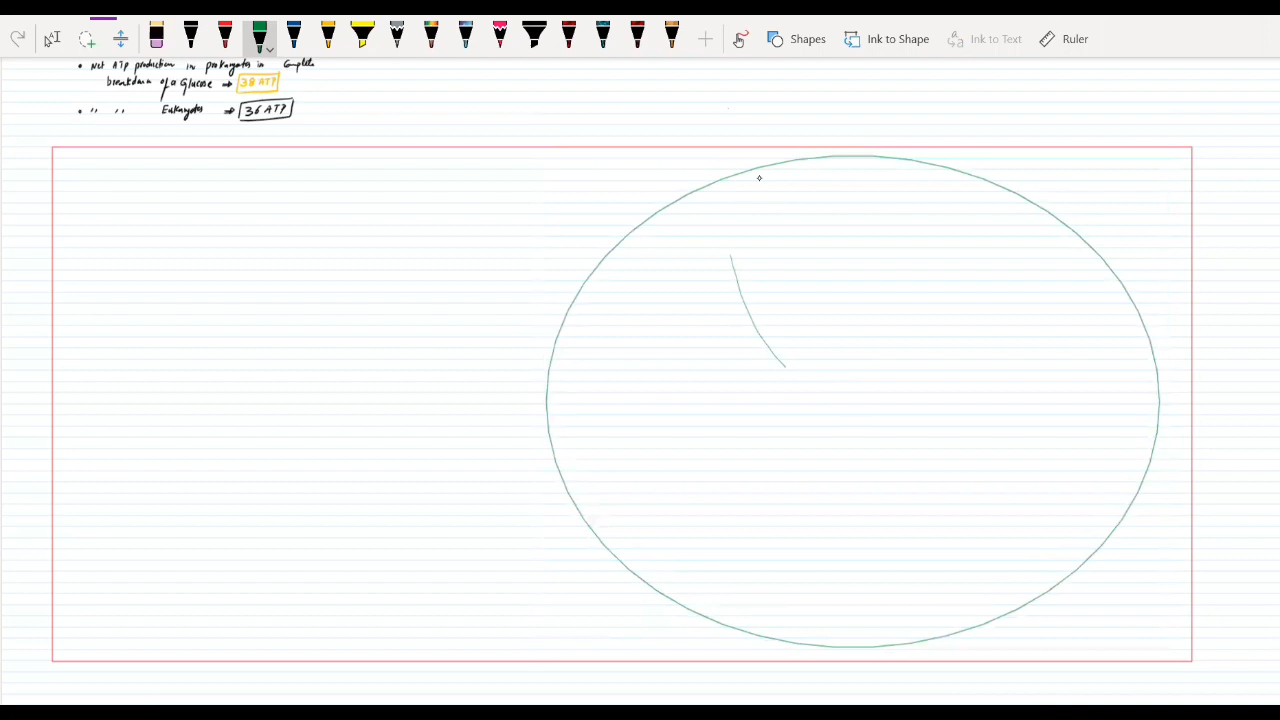 Shapes
Ink to Shape
Ink to Text
Ruler
• Net ATP production in prokaryotes in Complete
breakdown of a Glucose → 38 ATP
• " " Eukaryotes ⇒ 36 ATP